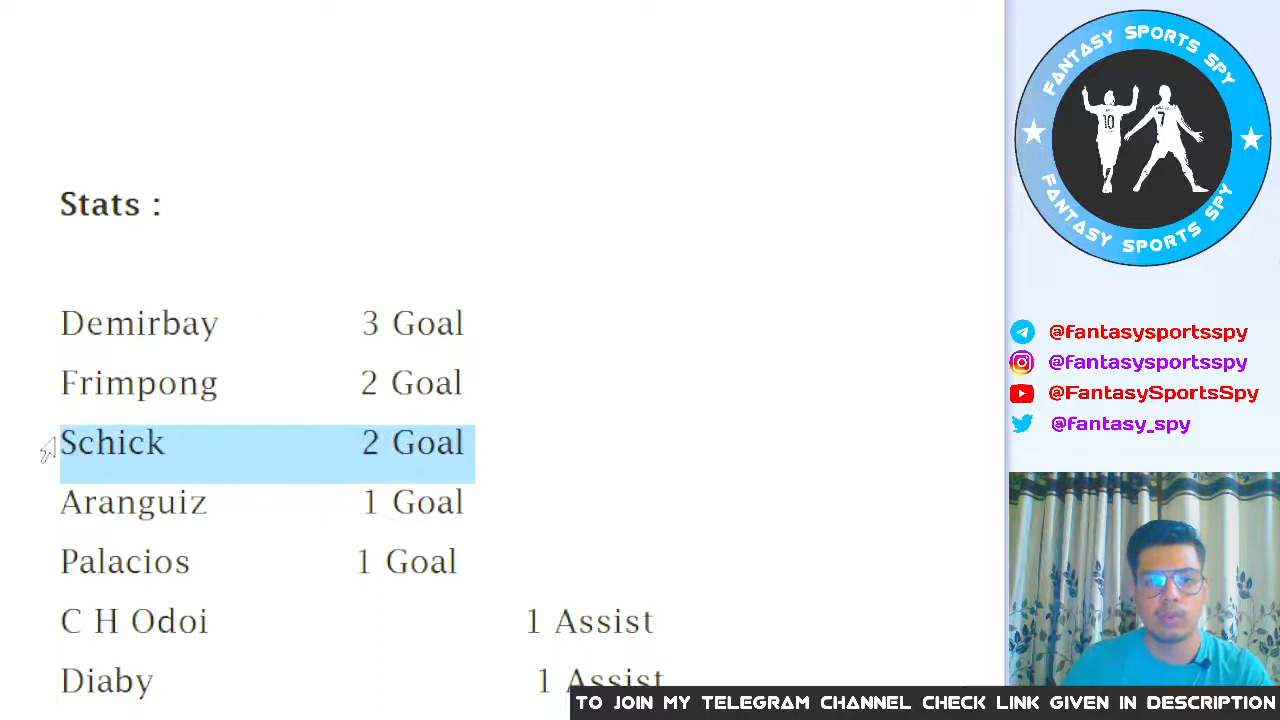 Stats :
Demirbay 3 Goal
Frimpong 2 Goal
Schick 2 Goal
Aranguiz 1 Goal
Palacios 1 Goal
C H Odoi 1 Assist
Diaby 1 Assist
FANTASY SPORTS SPY
10
7
FANTASY SPORTS SPY
@fantasysportsspy
@fantasysportsspy
@FantasySportsSpy
@fantasy_spy
TO JOIN MY TELEGRAM CHANNEL CHECK LINK GIVEN IN DESCRIPTION